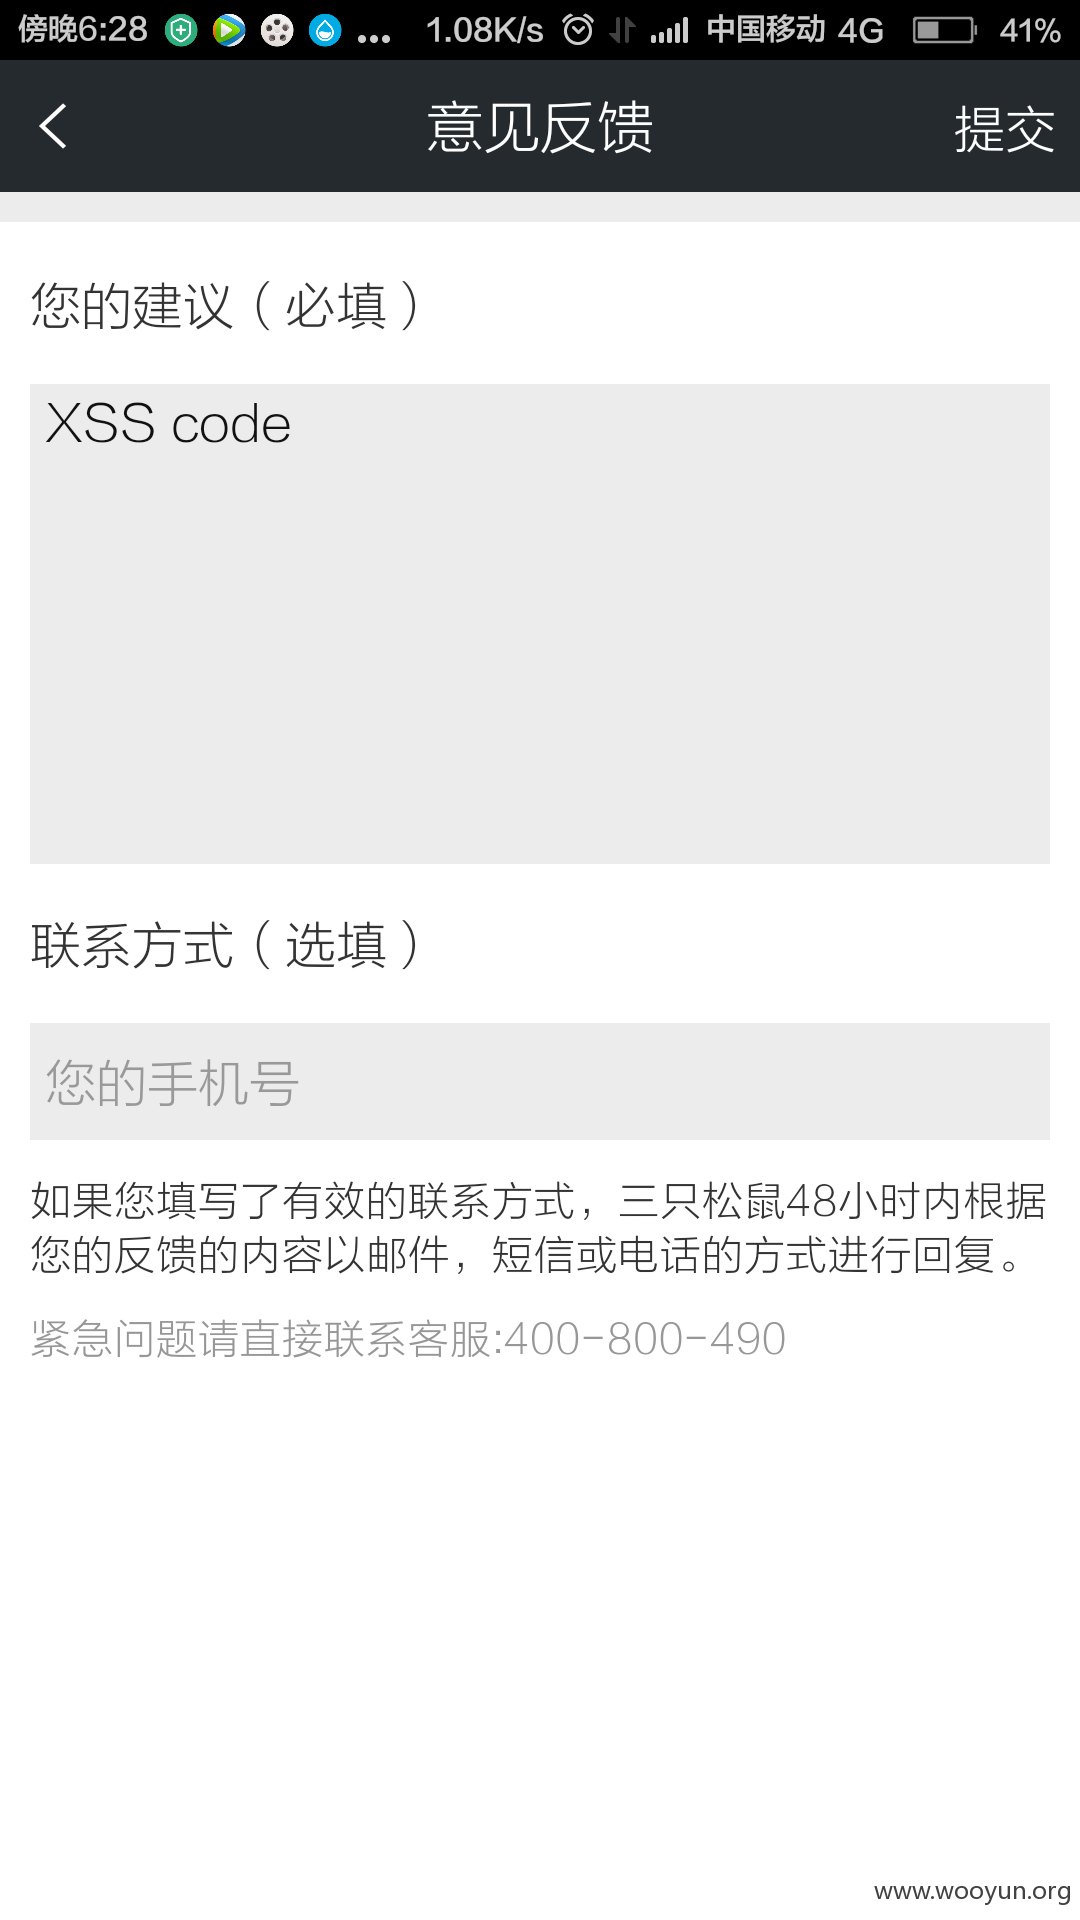 傍晚6:28 ... 1.08K/s 中国移动 4G 41%
意见反馈 提交
您的建议（必填）
XSS code
联系方式（选填）
您的手机号
如果您填写了有效的联系方式，三只松鼠48小时内根据
您的反馈的内容以邮件，短信或电话的方式进行回复。
紧急问题请直接联系客服:400-800-490
www.wooyun.org